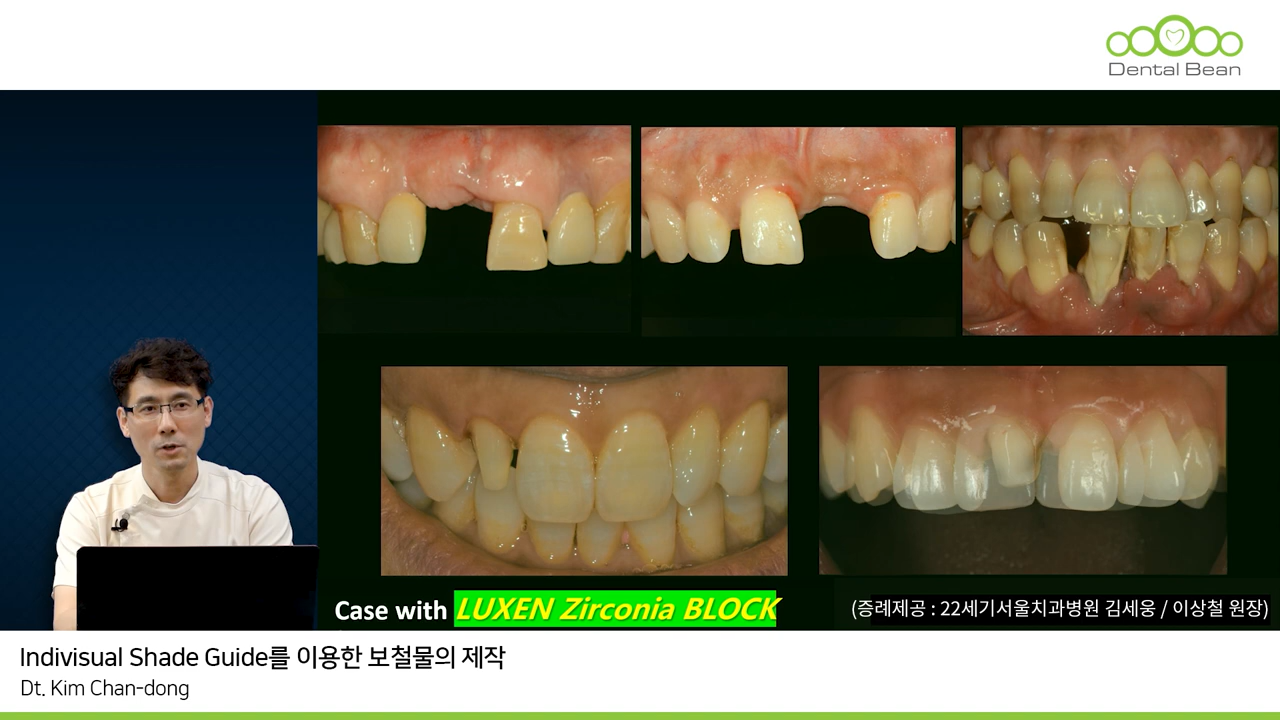 Dental Bean
Case with LUXEN Zirconia BLOCK
(증례제공 : 22세기서울치과병원 김세웅 / 이상철 원장)
Indivisual Shade Guide를 이용한 보철물의 제작
Dt. Kim Chan-dong